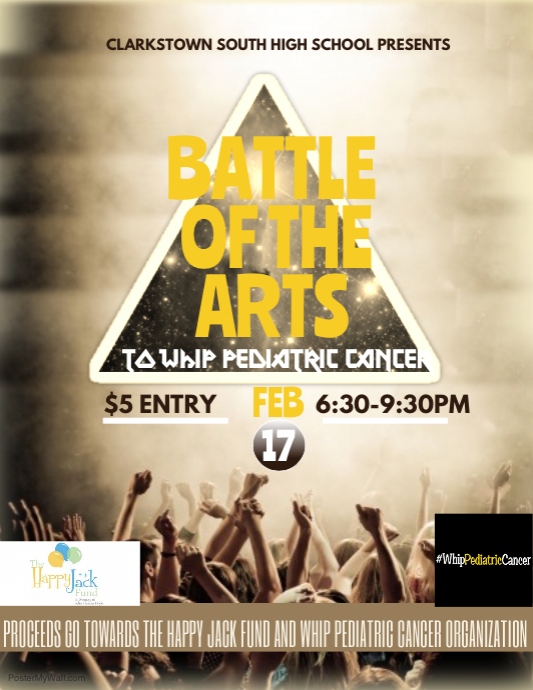 CLARKSTOWN SOUTH HIGH SCHOOL PRESENTS
BATTLE
OF THE
ARTS
TO WHIP PEDIATRIC CANCER
$5 ENTRY
FEB
6:30-9:30PM
17
The
HappyJack
Fund
#WhipPediatricCancer
PROCEEDS GO TOWARDS THE HAPPY JACK FUND AND WHIP PEDIATRIC CANCER ORGANIZATION
PosterMyWall.com